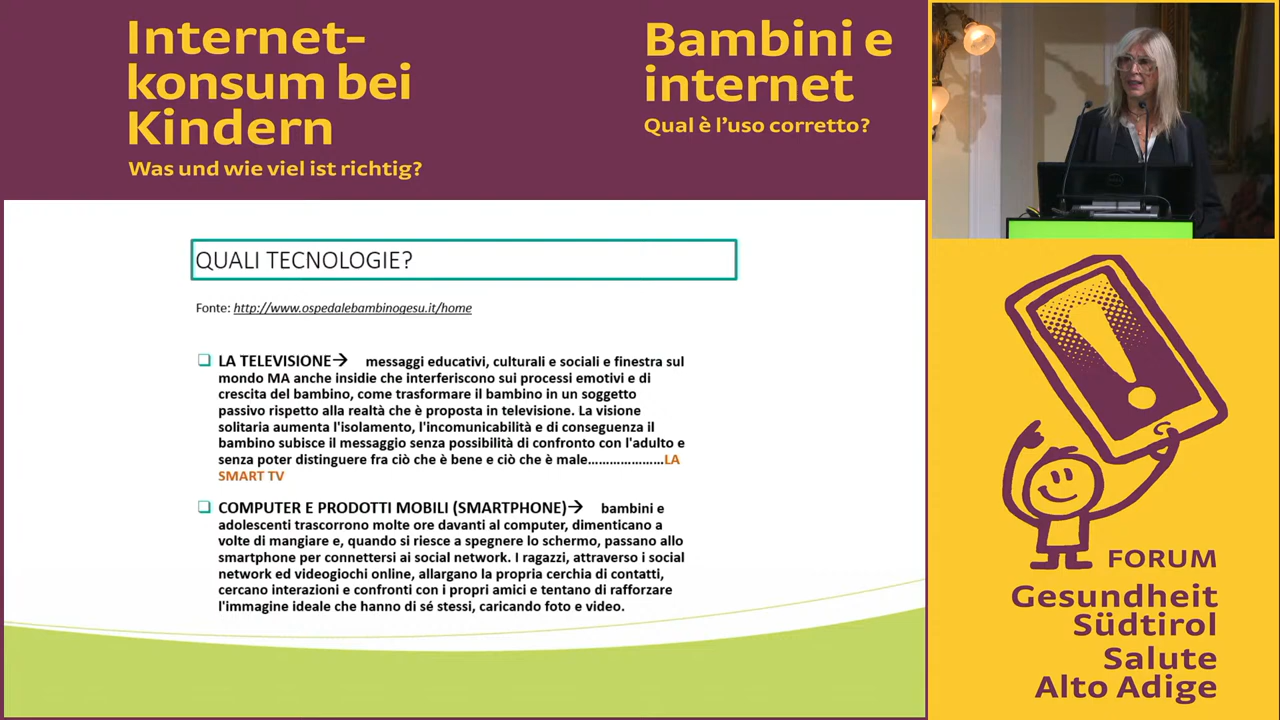 Internet-
konsum bei
Kindern
Was und wie viel ist richtig?
Bambini e
internet
Qual è l'uso corretto?
QUALI TECNOLOGIE?
Fonte: http://www.ospedalebambinogesu.it/home
❑ LA TELEVISIONE→ messaggi educativi, culturali e sociali e finestra sul
mondo MA anche insidie che interferiscono sui processi emotivi e di
crescita del bambino, come trasformare il bambino in un soggetto
passivo rispetto alla realtà che è proposta in televisione. La visione
solitaria aumenta l'isolamento, l'incomunicabilità e di conseguenza il
bambino subisce il messaggio senza possibilità di confronto con l'adulto e
senza poter distinguere fra ciò che è bene e ciò che è male…………………LA
SMART TV
❑ COMPUTER E PRODOTTI MOBILI (SMARTPHONE)→ bambini e
adolescenti trascorrono molte ore davanti al computer, dimenticano a
volte di mangiare e, quando si riesce a spegnere lo schermo, passano allo
smartphone per connettersi ai social network. I ragazzi, attraverso i social
network ed videogiochi online, allargano la propria cerchia di contatti,
cercano interazioni e confronti con i propri amici e tentano di rafforzare
l'immagine ideale che hanno di sé stessi, caricando foto e video.
FORUM
Gesundheit
Südtirol
Salute
Alto Adige